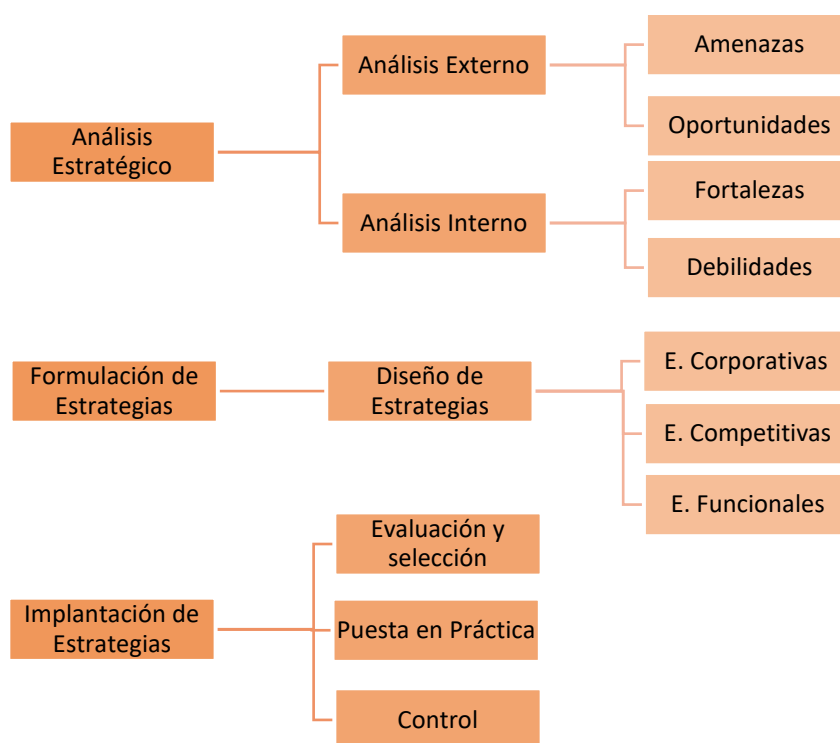 Análisis
Estratégico
Análisis Externo
Amenazas
Oportunidades
Análisis Interno
Fortalezas
Debilidades
Formulación de
Estrategias
Diseño de
Estrategias
E. Corporativas
E. Competitivas
E. Funcionales
Implantación de
Estrategias
Evaluación y
selección
Puesta en Práctica
Control